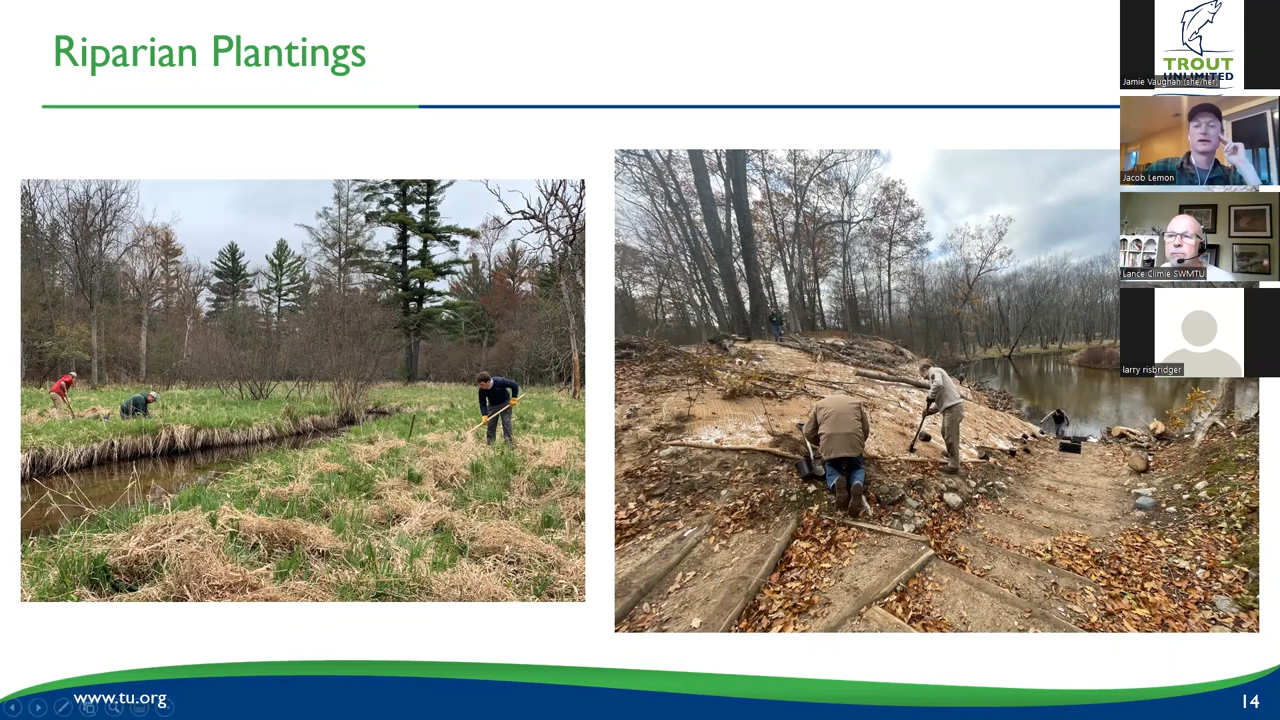 Riparian Plantings
TROUT
UNLIMITED
Jamie Vaughan (she/her)
Jacob Lemon
Lance Climie SWMTU
larry risbridger
www.tu.org
14